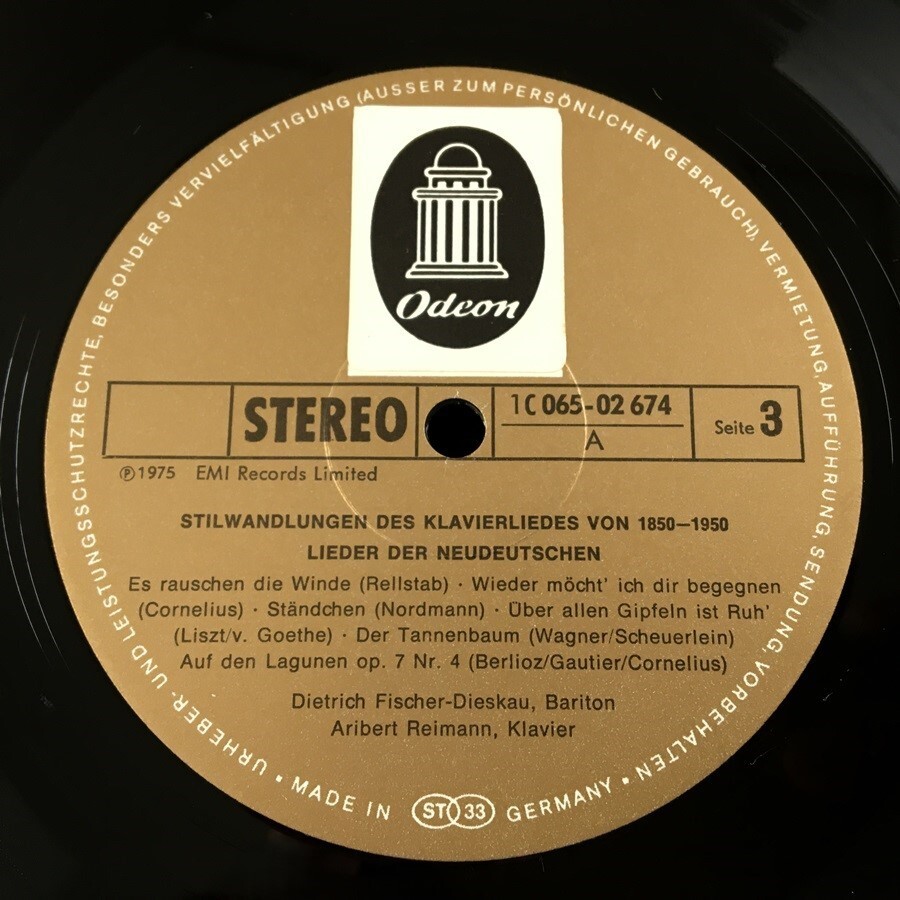 URHEBER- UND LEISTUNGSSCHUTZRECHTE, BESONDERS VERVIELFÄLTIGUNG (AUSSER ZUM PERSÖNLICHEN GEBRAUCH), VERMIETUNG, AUFFÜHRUNG, SENDUNG, VORBEHALTEN
Odeon
STEREO
1 C 065-02 674
A
Seite 3
℗ 1975 EMI Records Limited
STILWANDLUNGEN DES KLAVIERLIEDES VON 1850—1950
LIEDER DER NEUDEUTSCHEN
Es rauschen die Winde (Rellstab) · Wieder möcht' ich dir begegnen
(Cornelius) · Ständchen (Nordmann) · Über allen Gipfeln ist Ruh'
(Liszt/v. Goethe) · Der Tannenbaum (Wagner/Scheuerlein)
Auf den Lagunen op. 7 Nr. 4 (Berlioz/Gautier/Cornelius)
Dietrich Fischer-Dieskau, Bariton
Aribert Reimann, Klavier
▪ MADE IN ST 33 GERMANY ▪